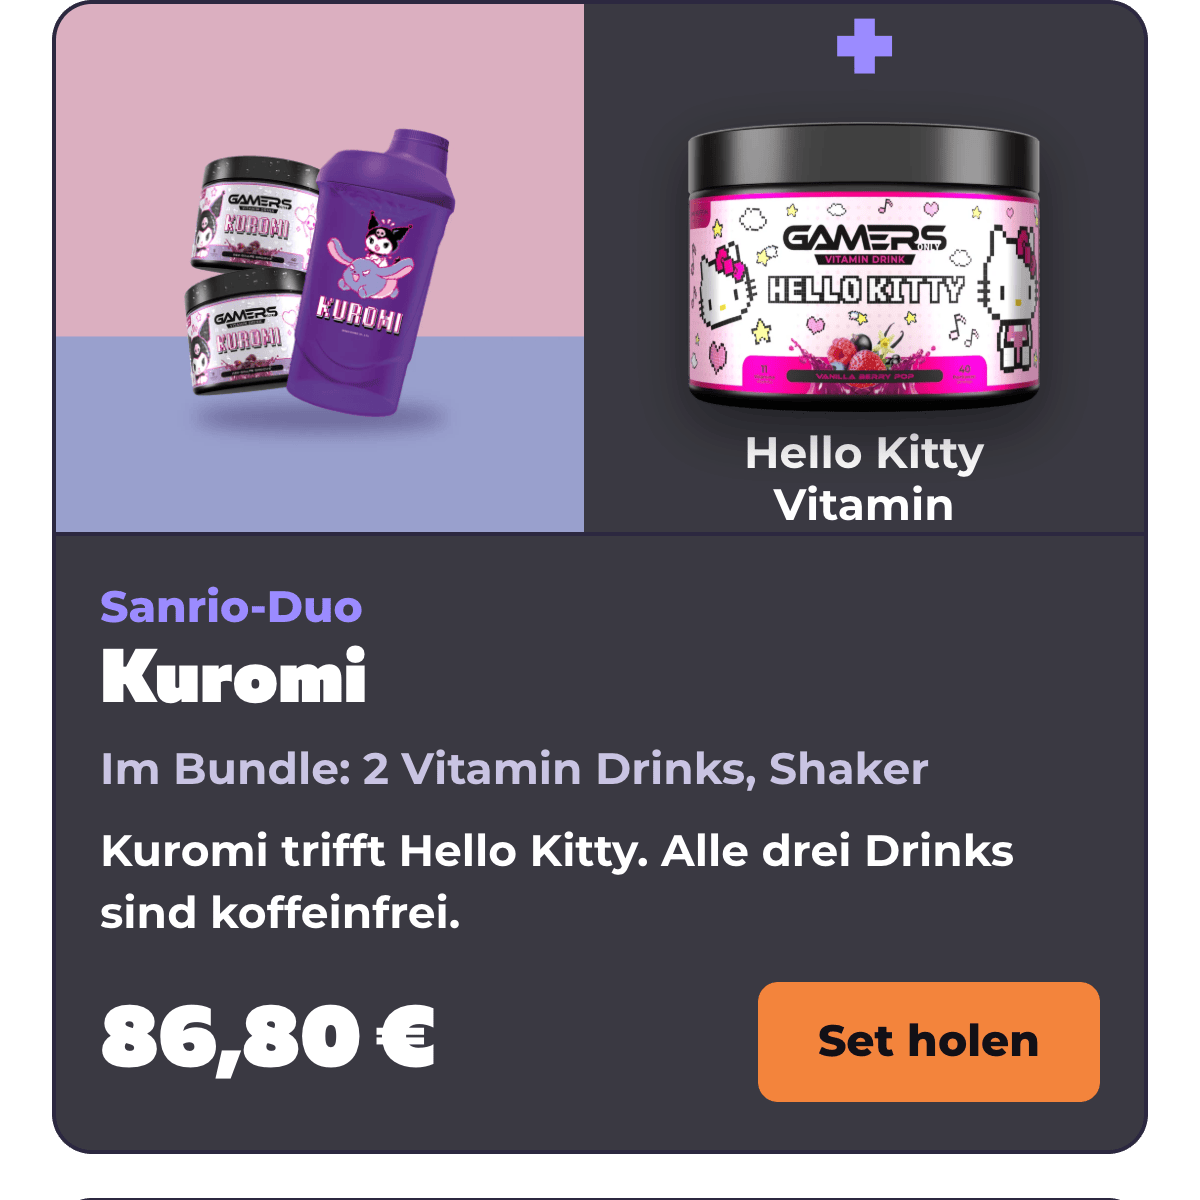 GAMERS
KUROMI
GAMERS
KUROMI
KUROMI
GAMERS
ONLY
VITAMIN DRINK
HELLO KITTY
VANILLA BERRY POP
Hello Kitty
Vitamin
Sanrio-Duo
Kuromi
Im Bundle: 2 Vitamin Drinks, Shaker
Kuromi trifft Hello Kitty. Alle drei Drinks
sind koffeinfrei.
86,80 €
Set holen